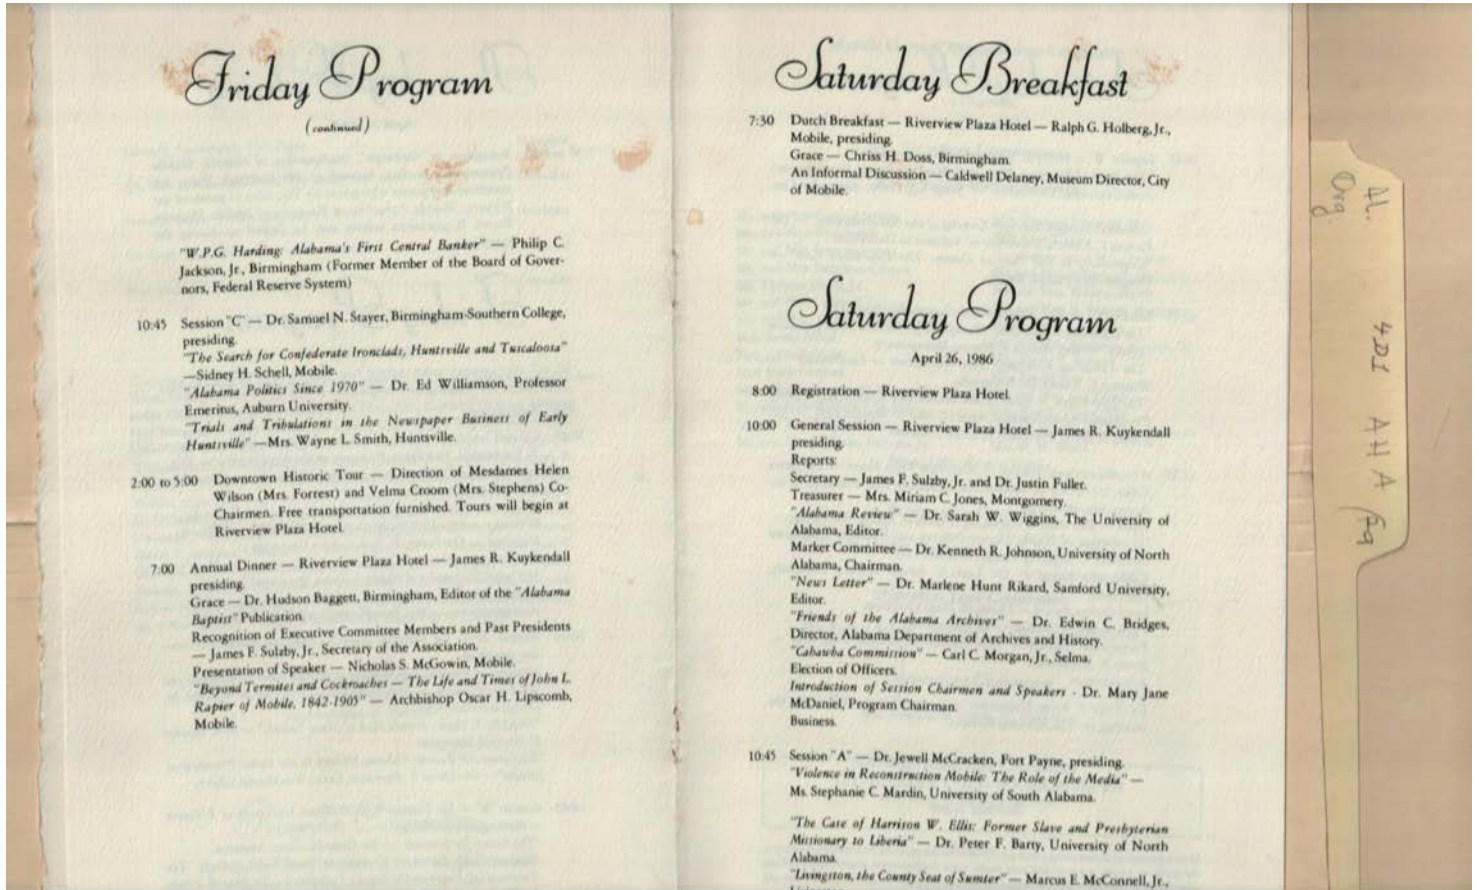 Friday Program
(continued)
"W.P.G. Harding: Alabama's First Central Banker" — Philip C.
Jackson, Jr., Birmingham (Former Member of the Board of Gover-
nors, Federal Reserve System)
10:45 Session "C" — Dr. Samuel N. Stayer, Birmingham-Southern College,
presiding.
"The Search for Confederate Ironclads, Huntsville and Tuscaloosa"
—Sidney H. Schell, Mobile.
"Alabama Politics Since 1970" — Dr. Ed Williamson, Professor
Emeritus, Auburn University.
"Trials and Tribulations in the Newspaper Business of Early
Huntsville" —Mrs. Wayne L. Smith, Huntsville.
2:00 to 5:00 Downtown Historic Tour — Direction of Mesdames Helen
Wilson (Mrs. Forrest) and Velma Croom (Mrs. Stephens) Co-
Chairmen. Free transportation furnished. Tours will begin at
Riverview Plaza Hotel.
7:00 Annual Dinner — Riverview Plaza Hotel — James R. Kuykendall
presiding.
Grace — Dr. Hudson Baggett, Birmingham, Editor of the "Alabama
Baptist" Publication.
Recognition of Executive Committee Members and Past Presidents
— James F. Sulzby, Jr., Secretary of the Association.
Presentation of Speaker — Nicholas S. McGowin, Mobile.
"Beyond Termites and Cockroaches — The Life and Times of John L.
Rapier of Mobile, 1842-1905" — Archbishop Oscar H. Lipscomb,
Mobile.
Saturday Breakfast
7:30 Dutch Breakfast — Riverview Plaza Hotel — Ralph G. Holberg, Jr.,
Mobile, presiding.
Grace — Chriss H. Doss, Birmingham.
An Informal Discussion — Caldwell Delaney, Museum Director, City
of Mobile.
Saturday Program
April 26, 1986
8:00 Registration — Riverview Plaza Hotel.
10:00 General Session — Riverview Plaza Hotel — James R. Kuykendall
presiding.
Reports:
Secretary — James F. Sulzby, Jr. and Dr. Justin Fuller.
Treasurer — Mrs. Miriam C. Jones, Montgomery.
"Alabama Review" — Dr. Sarah W. Wiggins, The University of
Alabama, Editor.
Marker Committee — Dr. Kenneth R. Johnson, University of North
Alabama, Chairman.
"News Letter" — Dr. Marlene Hunt Rikard, Samford University,
Editor.
"Friends of the Alabama Archives" — Dr. Edwin C. Bridges,
Director, Alabama Department of Archives and History.
"Cahawba Commission" — Carl C. Morgan, Jr., Selma.
Election of Officers.
Introduction of Session Chairmen and Speakers - Dr. Mary Jane
McDaniel, Program Chairman.
Business.
10:45 Session "A" — Dr. Jewell McCracken, Fort Payne, presiding.
"Violence in Reconstruction Mobile: The Role of the Media" —
Ms. Stephanie C. Mardin, University of South Alabama.
"The Case of Harrison W. Ellis: Former Slave and Presbyterian
Missionary to Liberia" — Dr. Peter F. Barry, University of North
Alabama.
"Livingston, the County Seat of Sumter" — Marcus E. McConnell, Jr.,
Al.
Org.
4D1 AHA